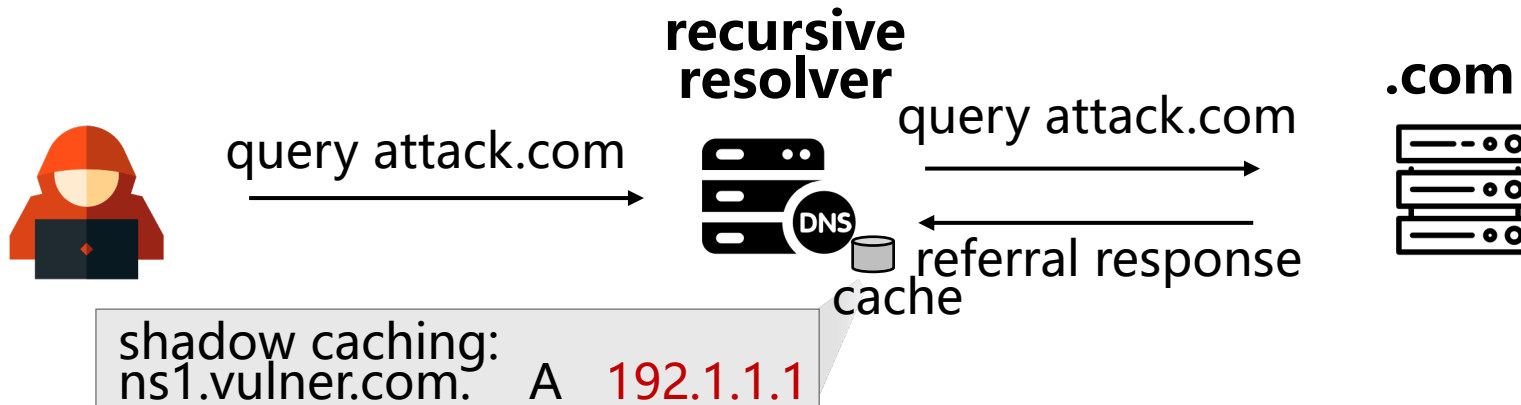 recursive
resolver
.com
query attack.com
query attack.com
DNS
referral response
cache
shadow caching:
ns1.vulner.com. A 192.1.1.1